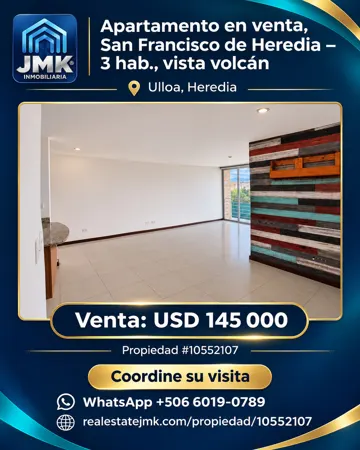 JMK
INMOBILIARIA
Apartamento en venta,
San Francisco de Heredia –
3 hab., vista volcán
Ulloa, Heredia
Venta: USD 145 000
Propiedad #10552107
Coordine su visita
WhatsApp +506 6019-0789
realestatejmk.com/propiedad/10552107